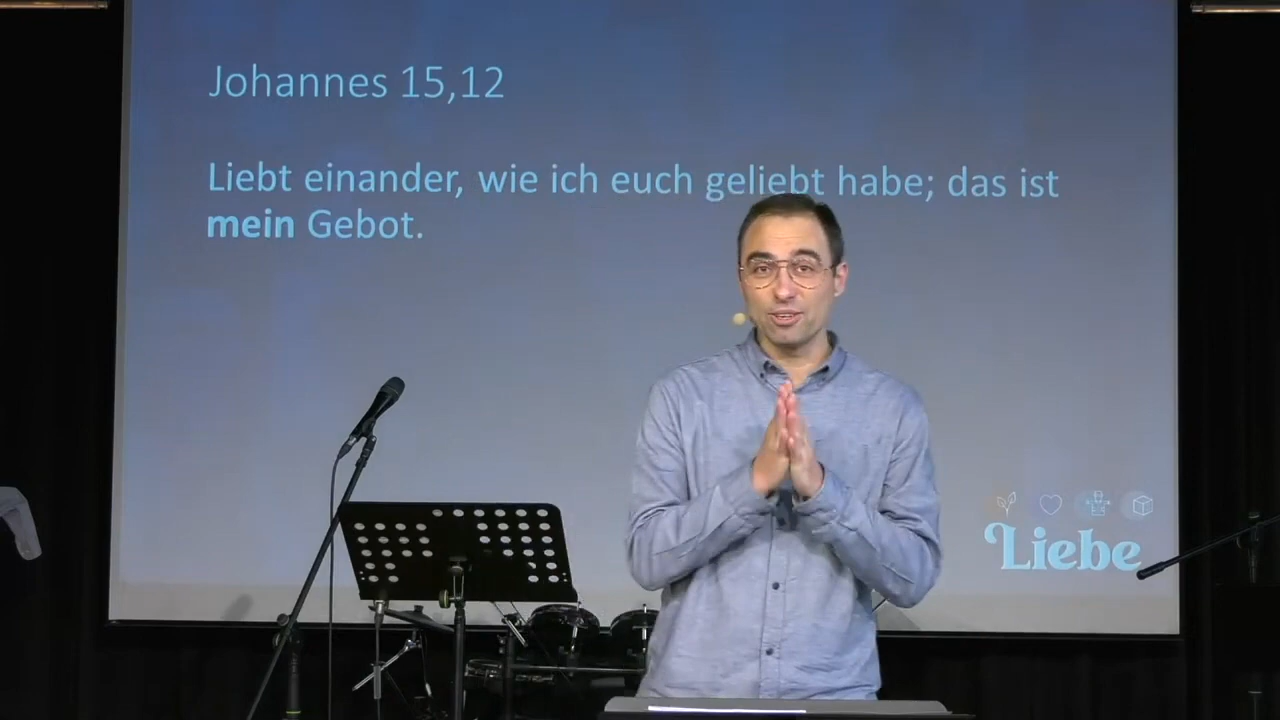 Johannes 15,12
Liebt einander, wie ich euch geliebt habe; das ist
mein Gebot.
Liebe